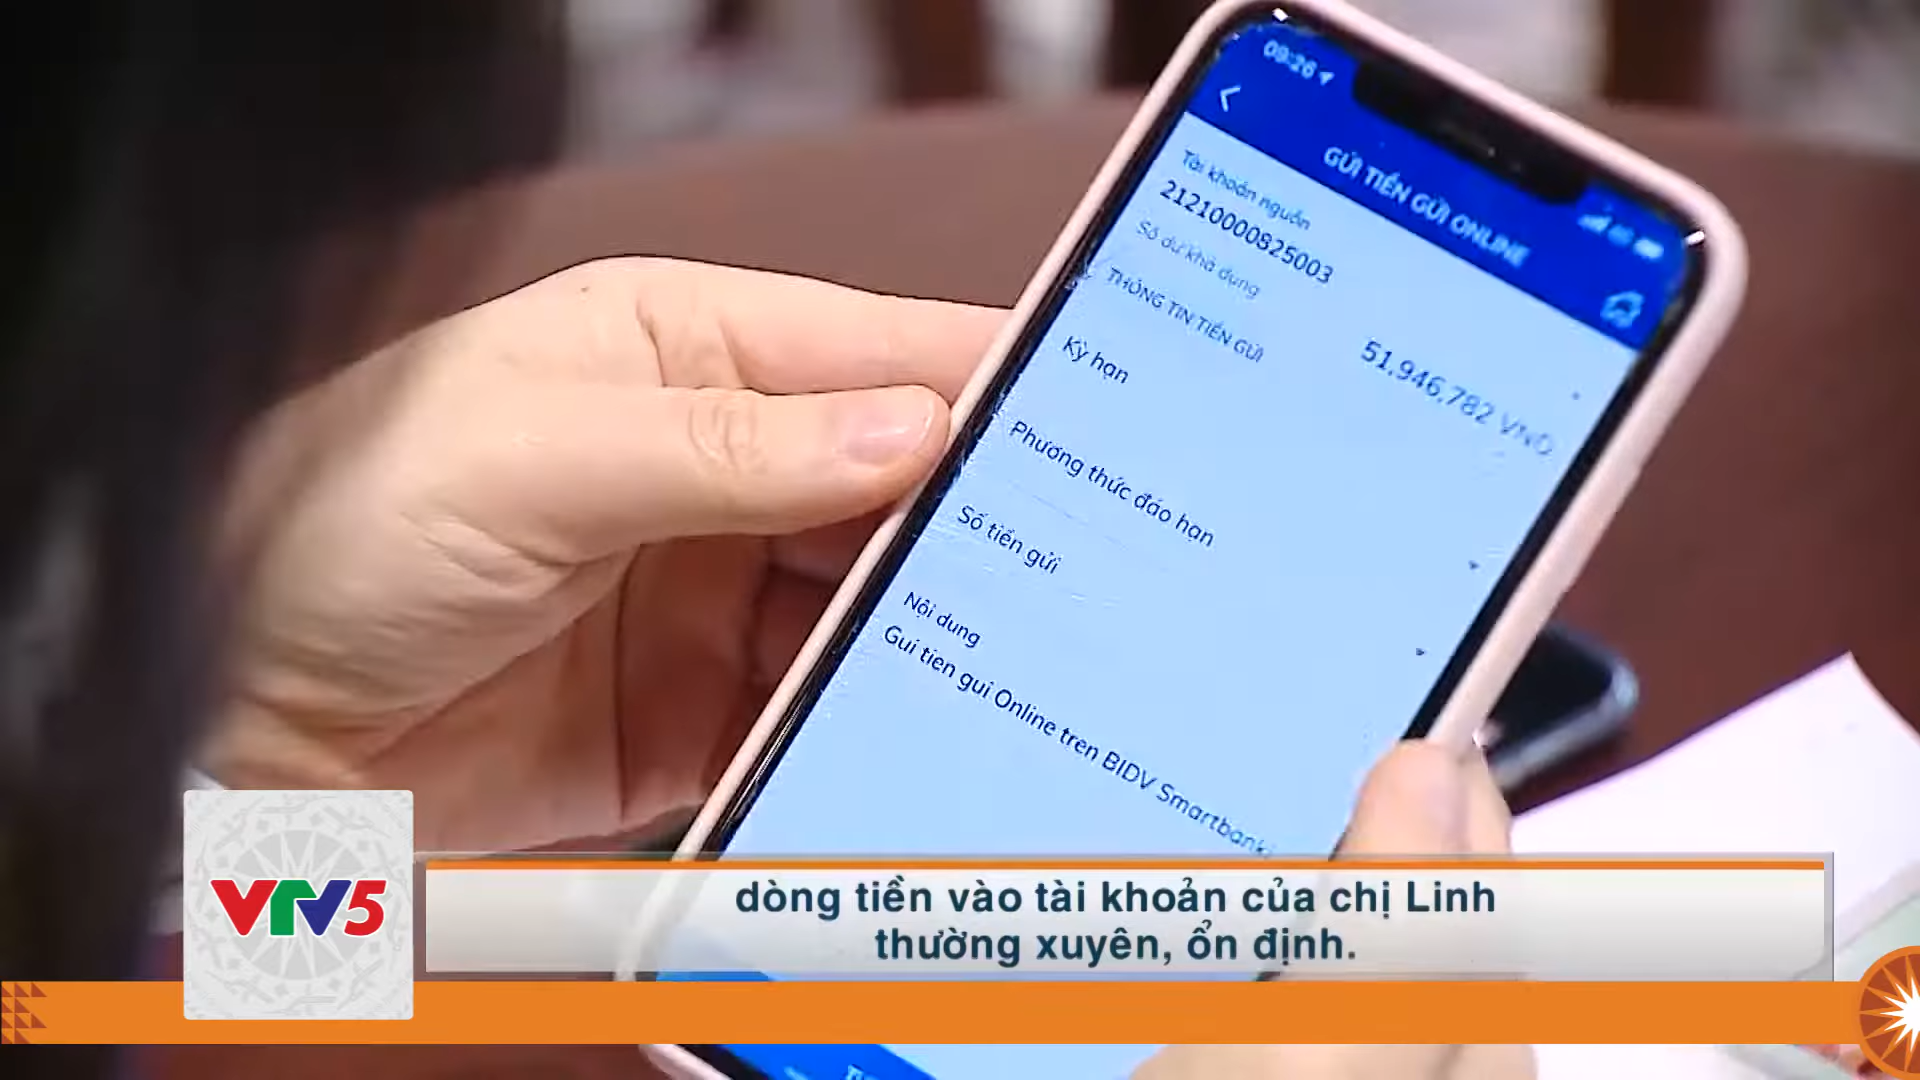 09:26
GỬI TIỀN GỬI ONLINE
Tài khoản nguồn
21210000825003
Số dư khả dụng
51,946,782 VND
THÔNG TIN TIỀN GỬI
Kỳ hạn
Phương thức đáo hạn
Số tiền gửi
Nội dung
Gui tien gui Online tren BIDV Smartbanki
VTV5
dòng tiền vào tài khoản của chị Linh
thường xuyên, ổn định.